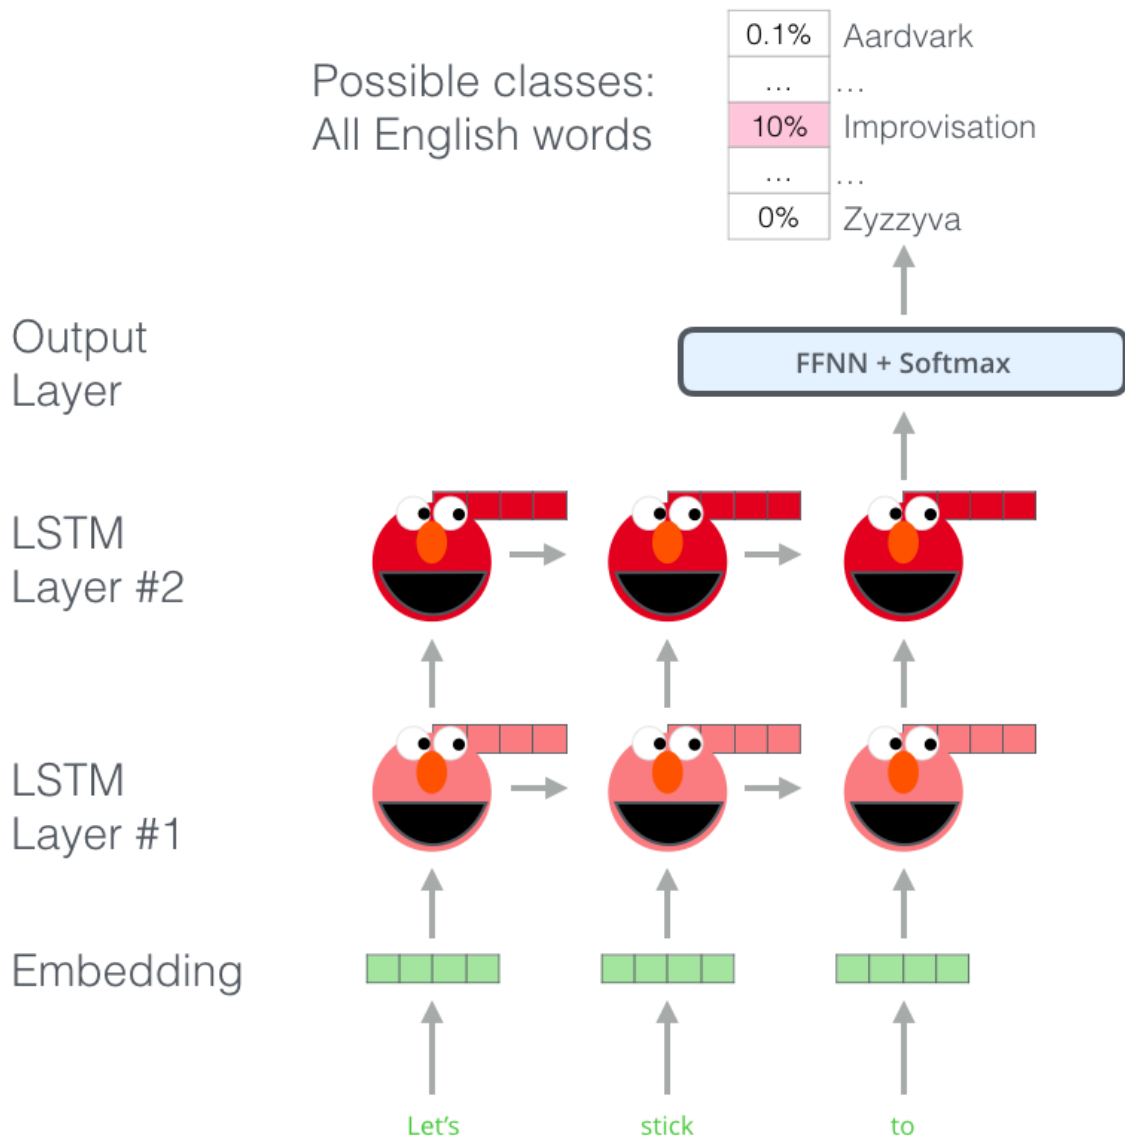 0.1% Aardvark
... ...
Possible classes:
All English words
10% Improvisation
... ...
0% Zyzzyva
Output
Layer
FFNN + Softmax
LSTM
Layer #2
LSTM
Layer #1
Embedding
Let's stick to